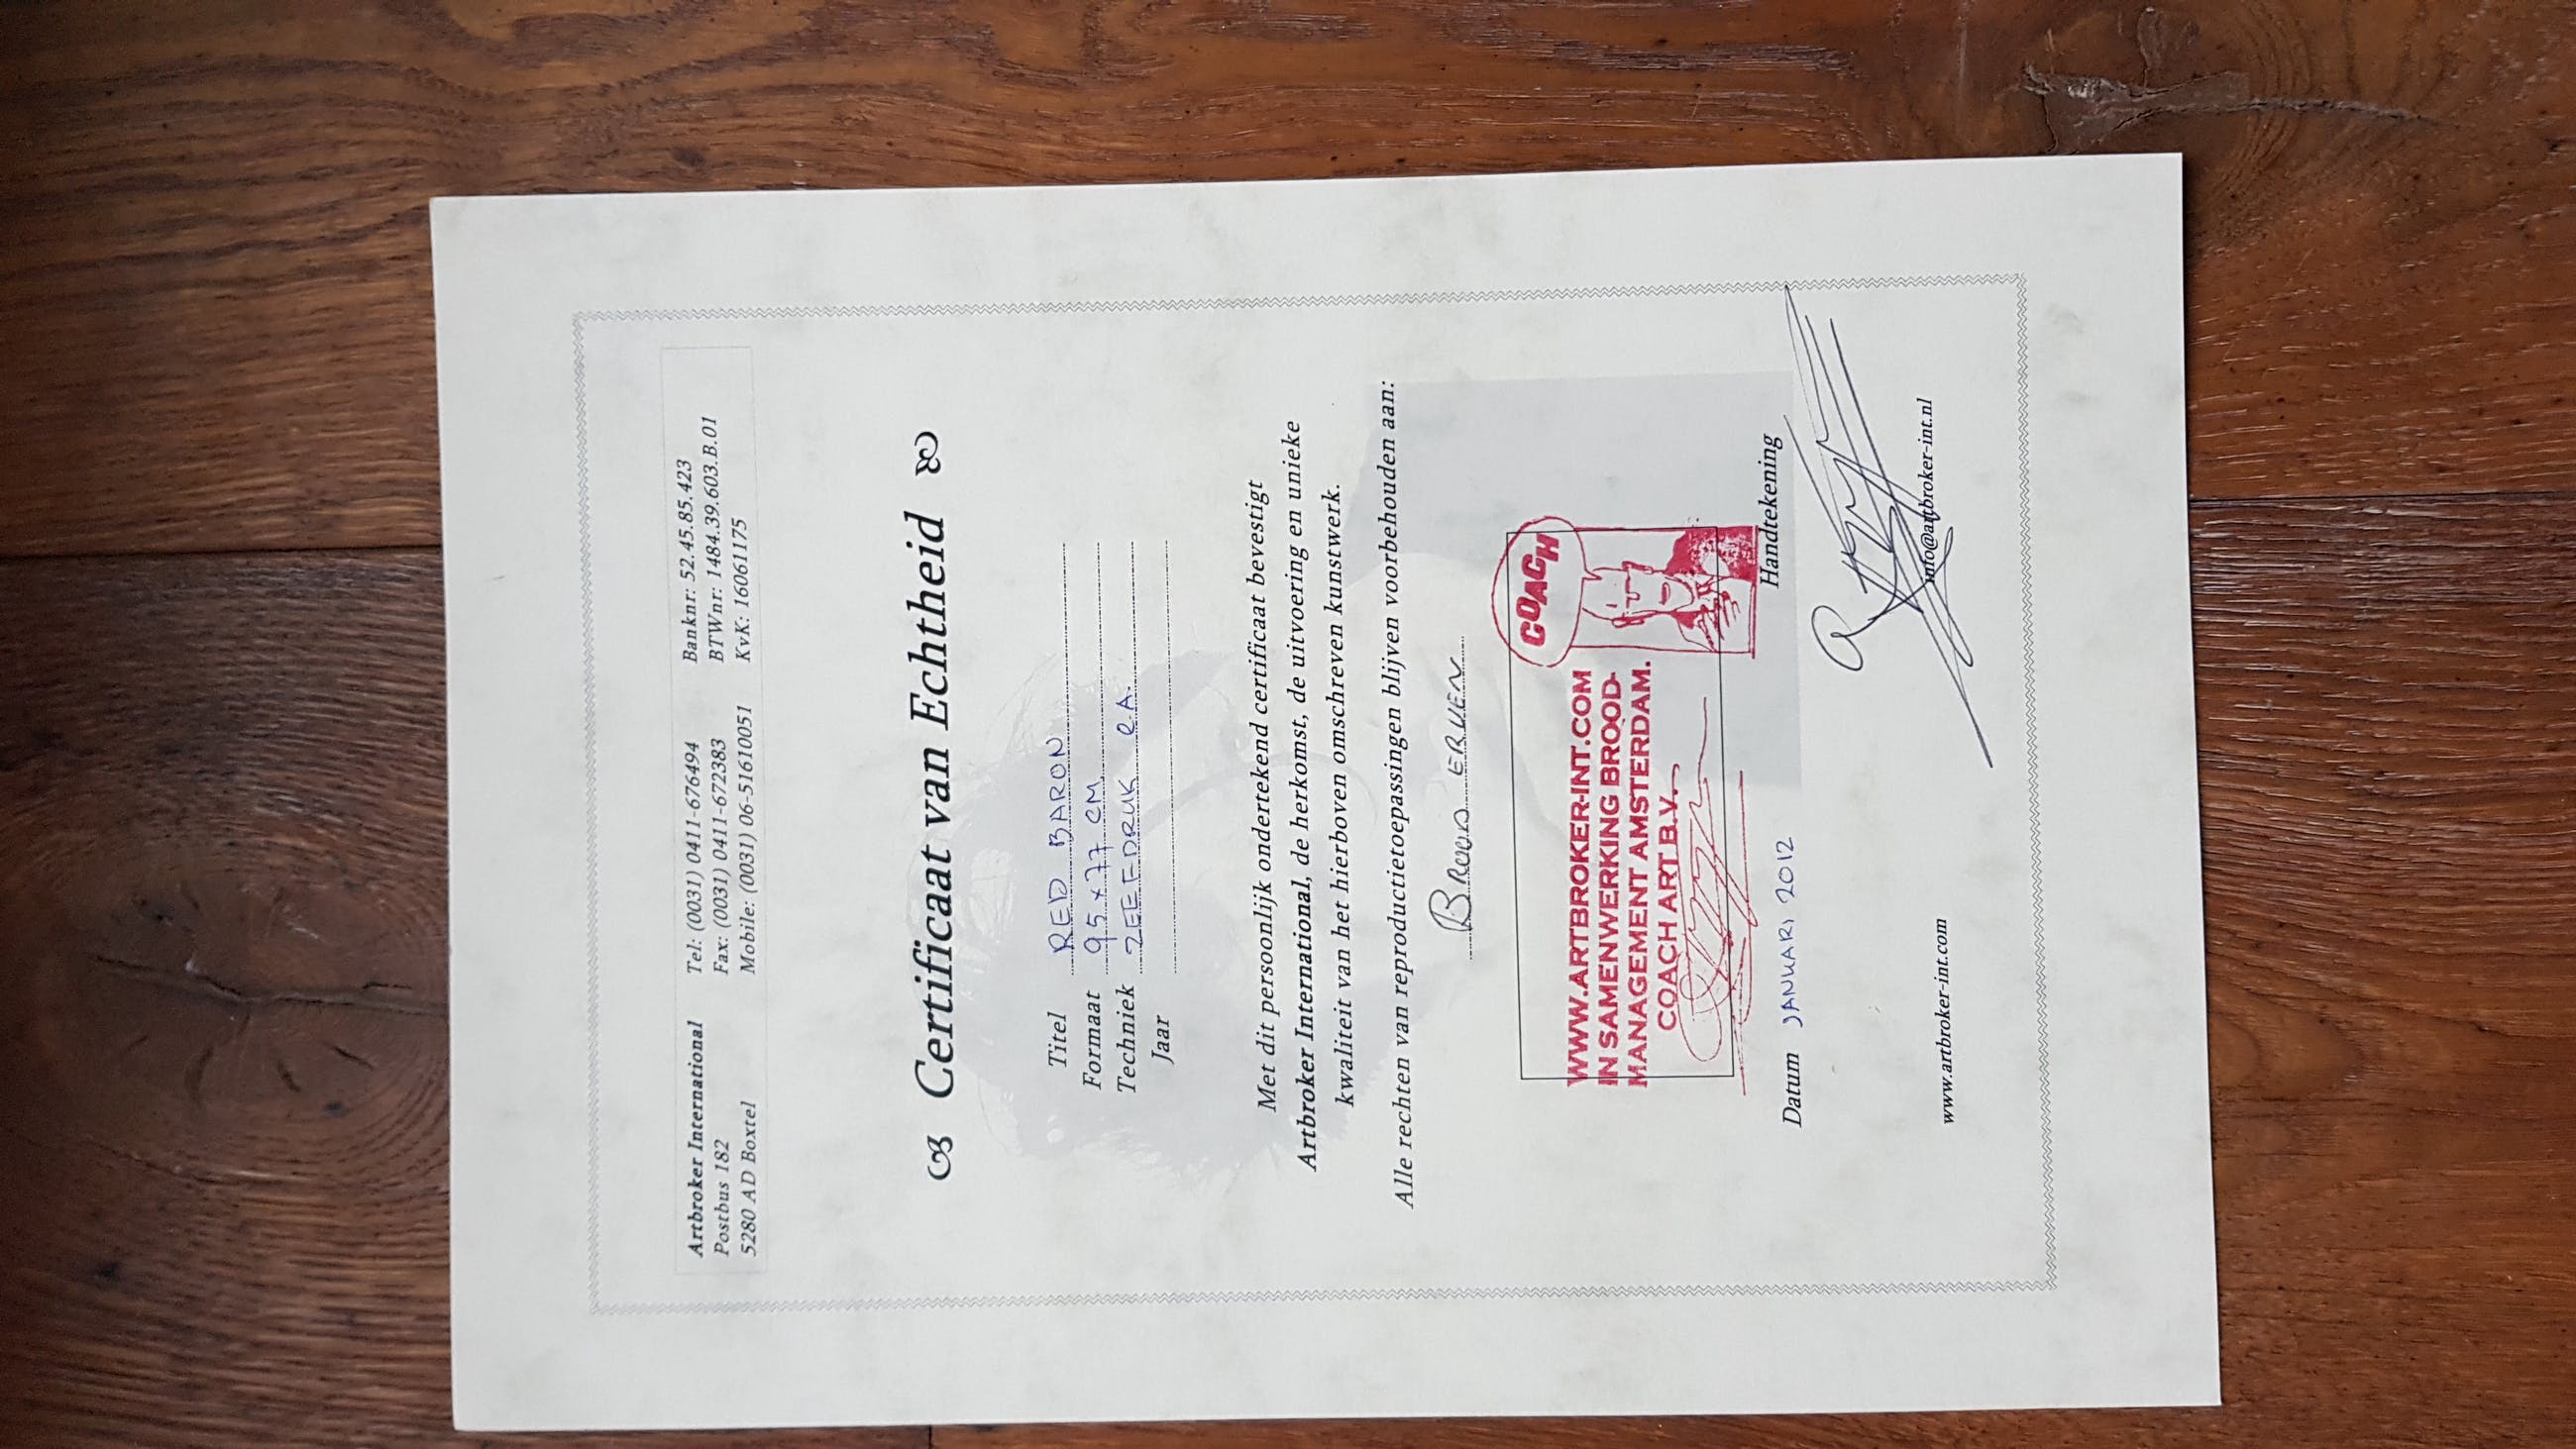 Artbroker International
Postbus 182
5280 AD Boxtel
Tel: (0031) 0411-676494
Fax: (0031) 0411-672383
Mobile: (0031) 06-51610051
Banknr: 52.45.85.423
BTWnr: 1484.39.603.B.01
KvK: 16061175
Certificaat van Echtheid
Titel RED BARON
Formaat 95 x 77 CM
Techniek ZEEFDRUK e.A.
Jaar
Met dit persoonlijk ondertekend certificaat bevestigt
Artbroker International, de herkomst, de uitvoering en unieke
kwaliteit van het hierboven omschreven kunstwerk.
Alle rechten van reproductietoepassingen blijven voorbehouden aan:
BROOD ERVEN
COACH
WWW.ARTBROKER-INT.COM
IN SAMENWERKING BROOD-
MANAGEMENT AMSTERDAM.
COACH ART B.V.
Datum JANUARI 2012
Handtekening
www.artbroker-int.com
info@artbroker-int.nl